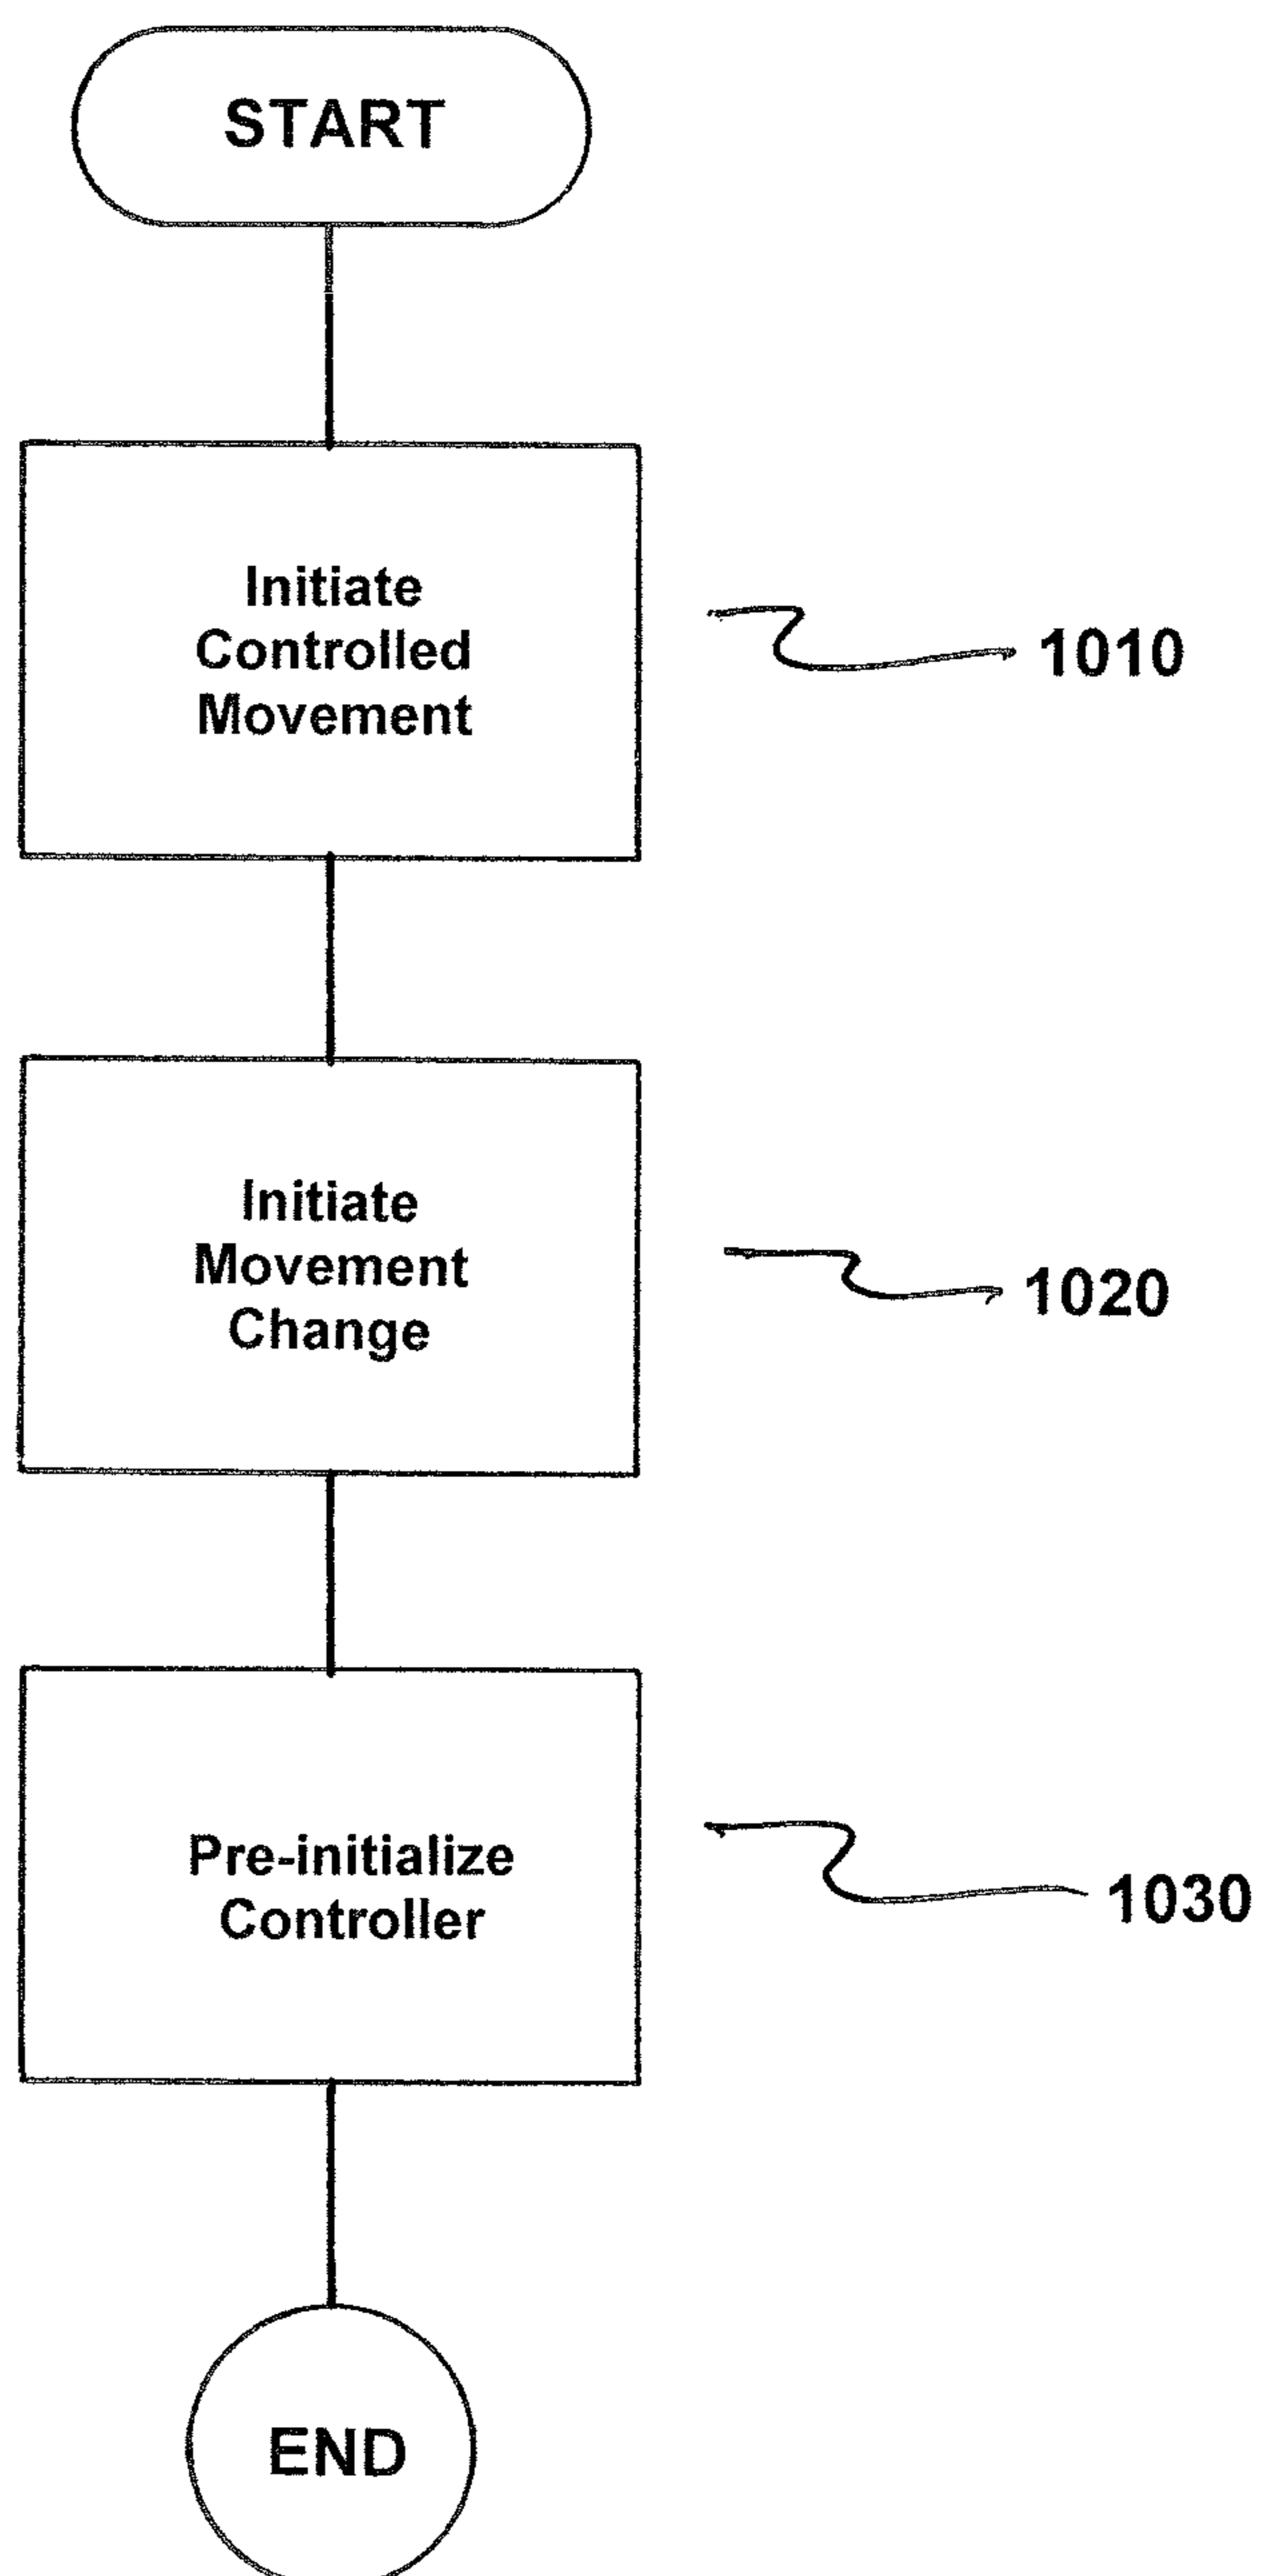 START
Initiate
Controlled
Movement
1010
Initiate
Movement
Change
1020
Pre-initialize
Controller
1030
END